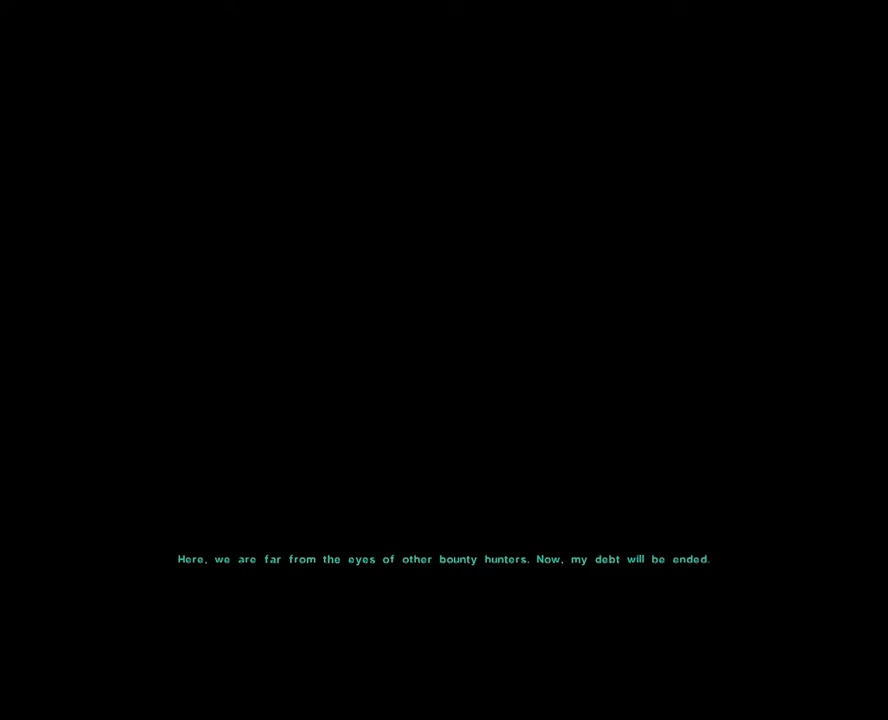 Here, we are far from the eyes of other bounty hunters. Now, my debt will be ended.